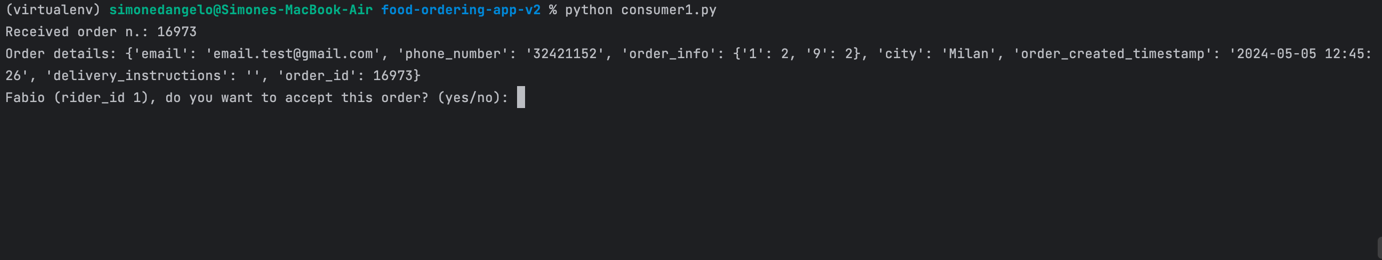 (virtualenv) simonedangelo@Simones-MacBook-Air food-ordering-app-v2 % python consumer1.py
Received order n.: 16973
Order details: {'email': 'email.test@gmail.com', 'phone_number': '32421152', 'order_info': {'1': 2, '9': 2}, 'city': 'Milan', 'order_created_timestamp': '2024-05-05 12:45:
26', 'delivery_instructions': '', 'order_id': 16973}
Fabio (rider_id 1), do you want to accept this order? (yes/no):